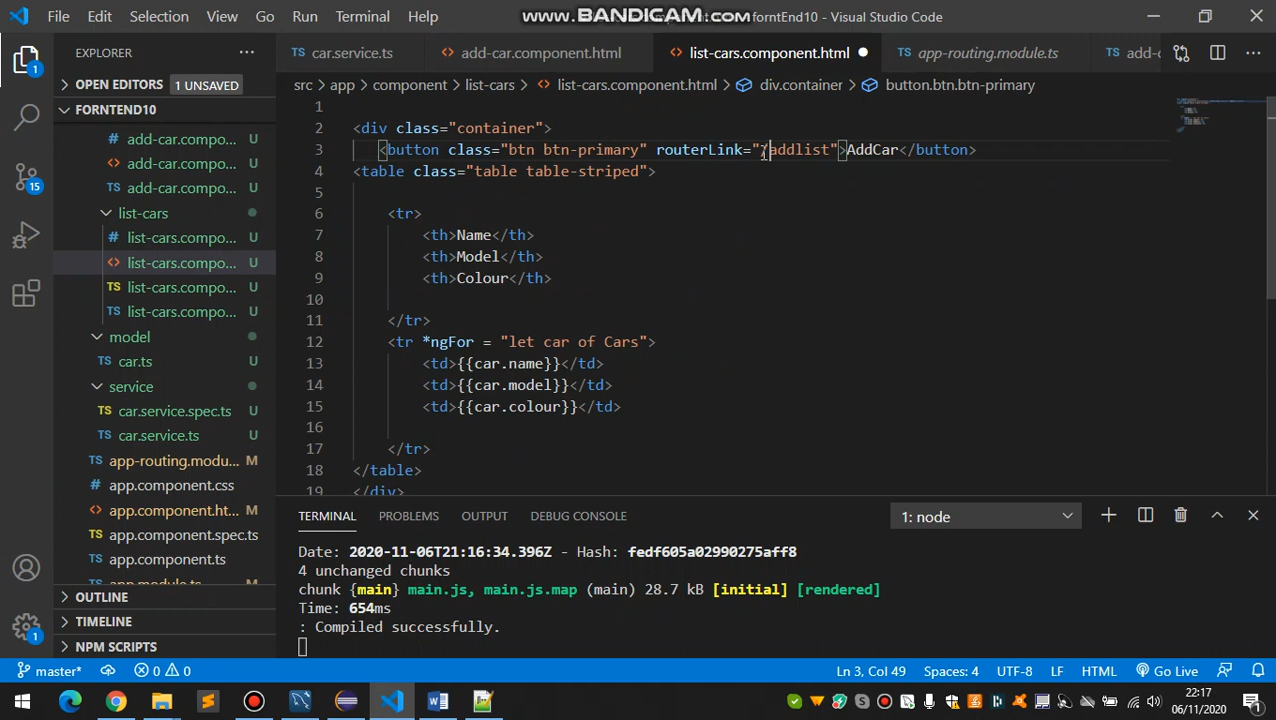 File Edit Selection View Go Run Terminal Help
www.BANDICAM.com
forntEnd10 - Visual Studio Code
EXPLORER
car.service.ts
add-car.component.html
list-cars.component.html
app-routing.module.ts
add-c
OPEN EDITORS 1 UNSAVED
src > app > component > list-cars > list-cars.component.html > div.container > button.btn.btn-primary
FORNTEND10
add-car.compone... U
add-car.compone... U
add-car.compone... U
list-cars
list-cars.compo... U
list-cars.compo... U
list-cars.compo... U
list-cars.compo... U
model
car.ts U
service
car.service.spec.ts U
car.service.ts U
app-routing.modu... M
app.component.css
app.component.ht... M
app.component.spec.ts
app.component.ts
app.module.ts M
OUTLINE
TIMELINE
NPM SCRIPTS
1
2 <div class="container">
3 <button class="btn btn-primary" routerLink="/addlist">AddCar</button>
4 <table class="table table-striped">
5
6 <tr>
7 <th>Name</th>
8 <th>Model</th>
9 <th>Colour</th>
10
11 </tr>
12 <tr *ngFor = "let car of Cars">
13 <td>{{car.name}}</td>
14 <td>{{car.model}}</td>
15 <td>{{car.colour}}</td>
16
17 </tr>
18 </table>
19 </div>
TERMINAL PROBLEMS OUTPUT DEBUG CONSOLE 1: node
Date: 2020-11-06T21:16:34.396Z - Hash: fedf605a02990275aff8
4 unchanged chunks
chunk {main} main.js, main.js.map (main) 28.7 kB [initial] [rendered]
Time: 654ms
: Compiled successfully.
master* 0 0 Ln 3, Col 49 Spaces: 4 UTF-8 LF HTML Go Live
22:17
06/11/2020